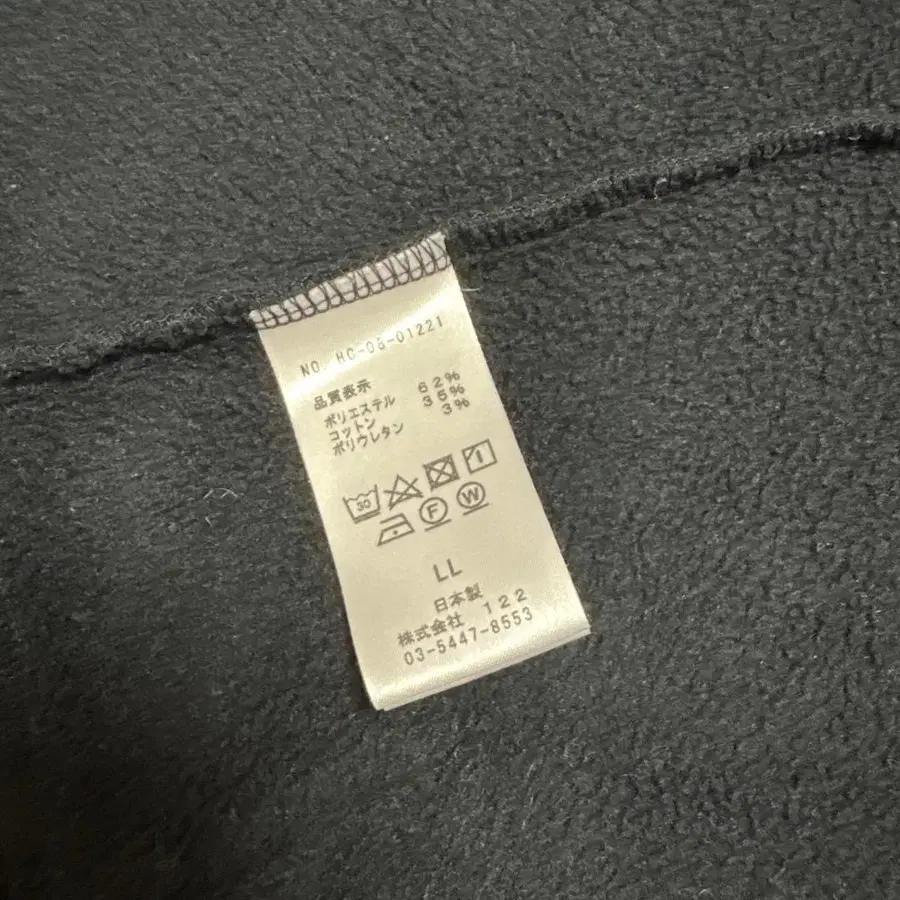 NO. HC-08-01221
品質表示
ポリエステル 62%
コットン 35%
ポリウレタン 3%
30
F W
LL
日本製
株式会社 122
03-5447-8553